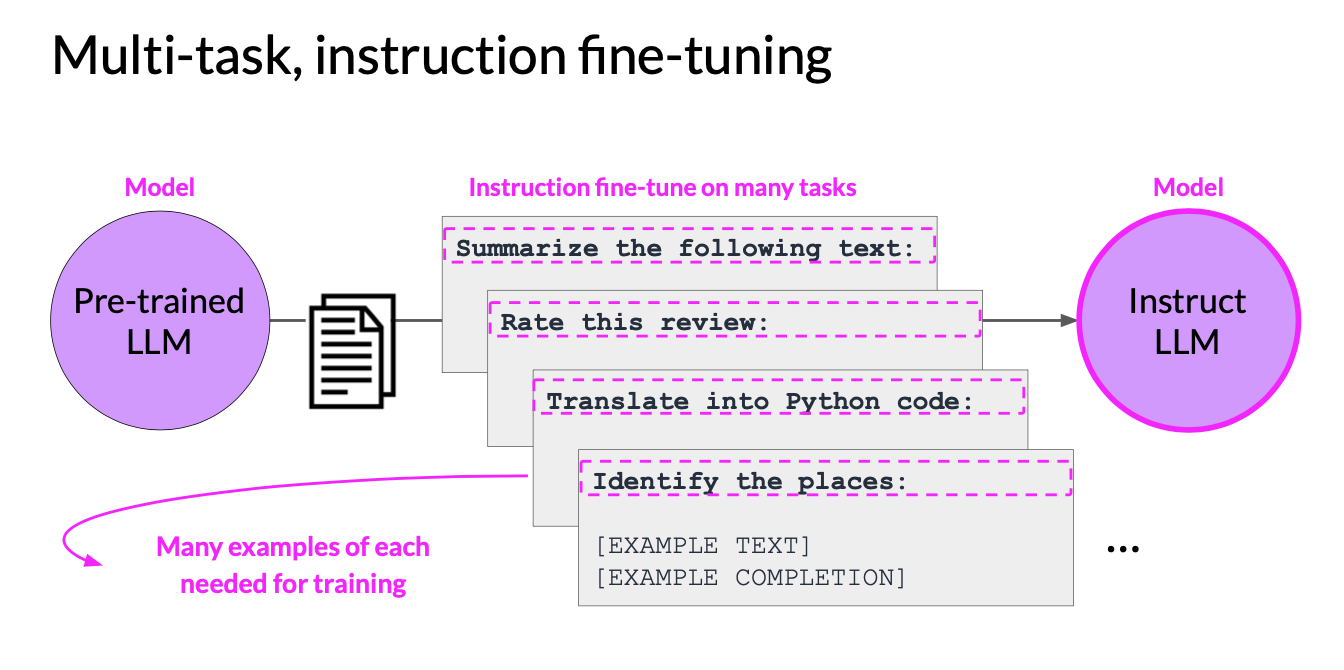 Multi-task, instruction fine-tuning
Model
Instruction fine-tune on many tasks
Model
Pre-trained
LLM
Summarize the following text:
Rate this review:
Translate into Python code:
Identify the places:
[EXAMPLE TEXT]
[EXAMPLE COMPLETION]
...
Instruct
LLM
Many examples of each
needed for training